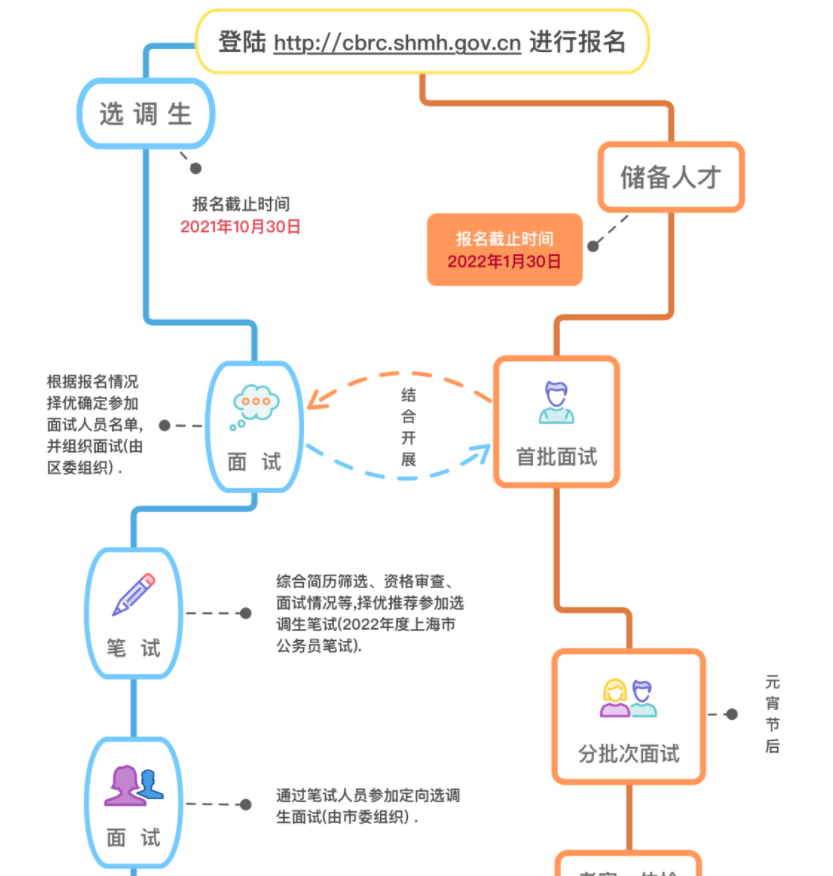 登陆 http://cbrc.shmh.gov.cn 进行报名
选 调 生
报名截止时间
2021年10月30日
储备人才
报名截止时间
2022年1月30日
根据报名情况
择优确定参加
面试人员名单,
并组织面试(由
区委组织) .
面 试
结
合
开
展
首批面试
笔 试
综合简历筛选、资格审查、
面试情况等,择优推荐参加选
调生笔试(2022年度上海市
公务员笔试).
分批次面试
元
宵
节
后
面 试
通过笔试人员参加定向选调
生面试(由市委组织) .